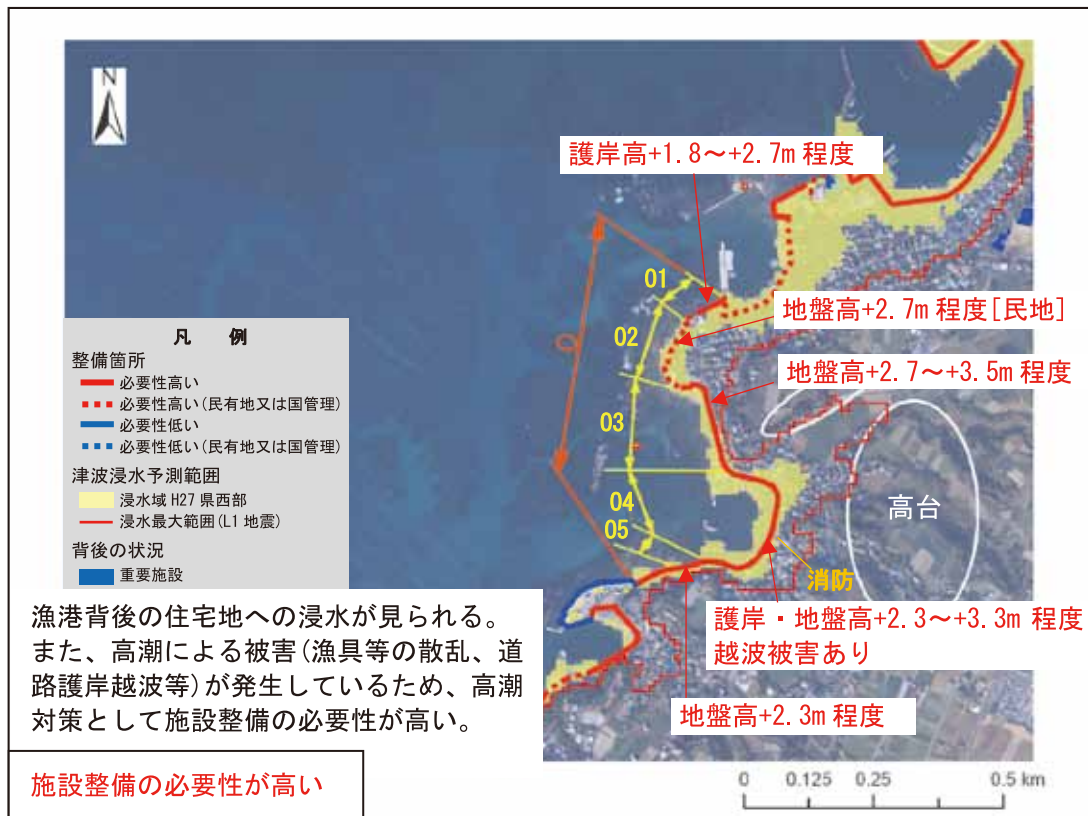 N
護岸高+1.8～+2.7m 程度
01
02
03
04
05
O
地盤高+2.7m 程度[民地]
地盤高+2.7～+3.5m 程度
高台
消防
護岸・地盤高+2.3～+3.3m 程度
越波被害あり
地盤高+2.3m 程度
凡　例
整備箇所
必要性高い
必要性高い(民有地又は国管理)
必要性低い
必要性低い(民有地又は国管理)
津波浸水予測範囲
浸水域 H27 県西部
浸水最大範囲(L1 地震)
背後の状況
重要施設
漁港背後の住宅地への浸水が見られる。
また、高潮による被害(漁具等の散乱、道
路護岸越波等)が発生しているため、高潮
対策として施設整備の必要性が高い。
施設整備の必要性が高い
0 0.125 0.25 0.5 km